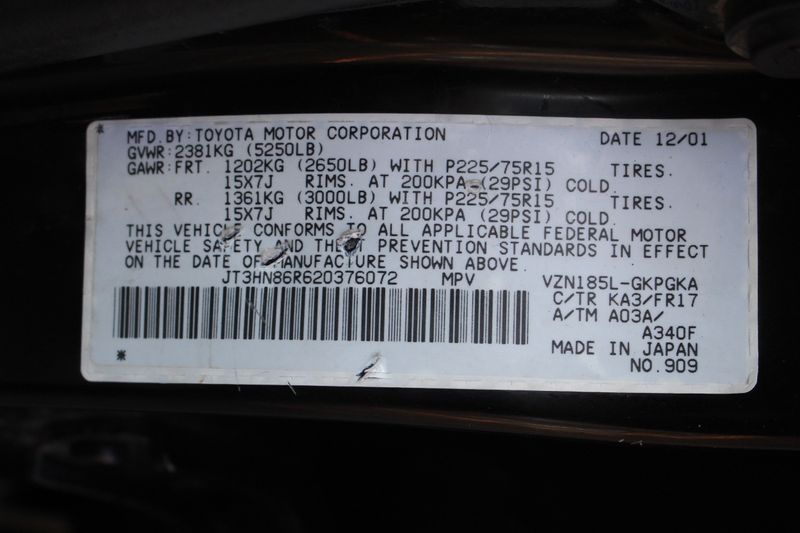 MFD. BY: TOYOTA MOTOR CORPORATION DATE 12/01
GVWR: 2381KG (5250LB)
GAWR: FRT. 1202KG (2650LB) WITH P225/75R15 TIRES.
15X7J RIMS. AT 200KPA (29PSI) COLD.
RR. 1361KG (3000LB) WITH P225/75R15 TIRES.
15X7J RIMS. AT 200KPA (29PSI) COLD.
THIS VEHICLE CONFORMS TO ALL APPLICABLE FEDERAL MOTOR
VEHICLE SAFETY AND THEFT PREVENTION STANDARDS IN EFFECT
ON THE DATE OF MANUFACTURE SHOWN ABOVE.
JT3HN86R620376072 MPV VZN185L-GKPGKA
C/TR KA3/FR17
A/TM A03A/
A340F
MADE IN JAPAN
NO.909